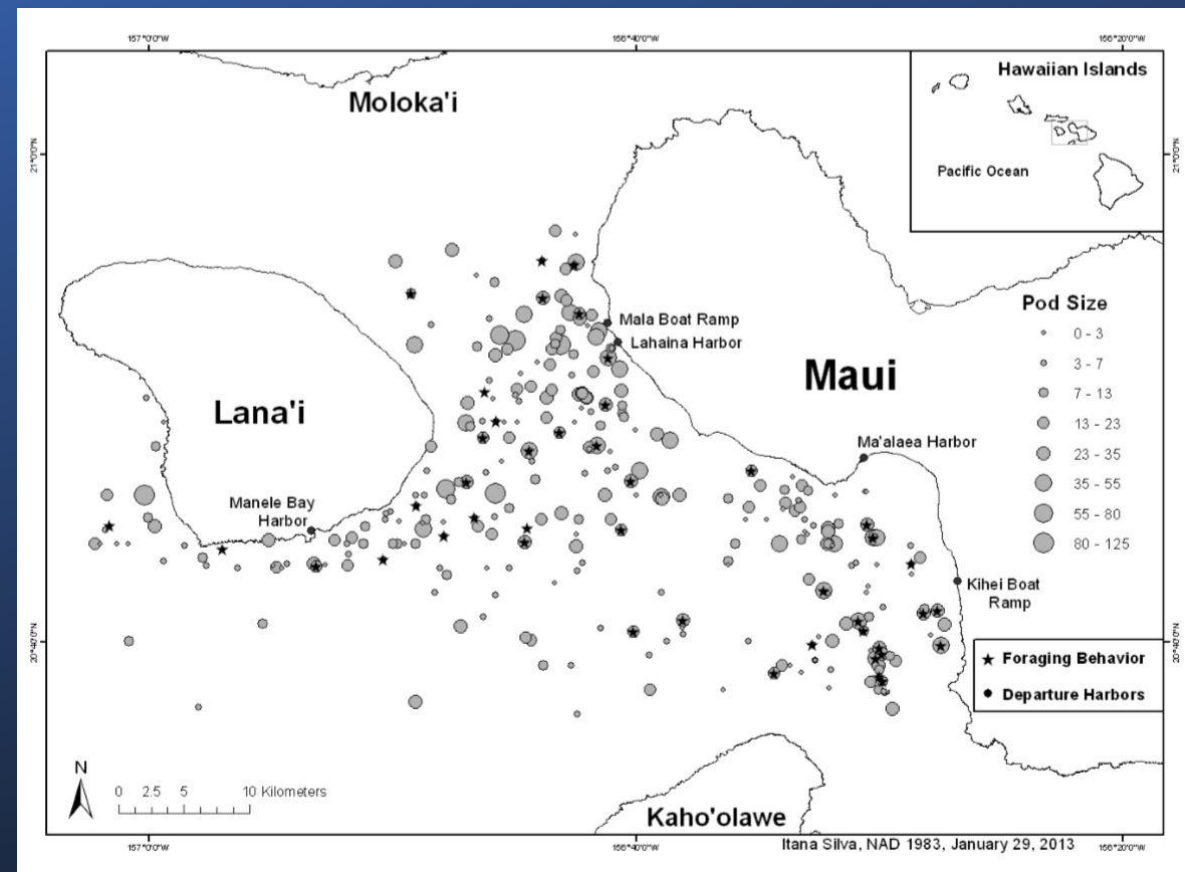 157°0'0"W
156°40'0"W
156°20'0"W
Hawaiian Islands
Moloka'i
21°0'0"N
21°0'0"N
Pacific Ocean
Pod Size
0 - 3
3 - 7
7 - 13
13 - 23
23 - 35
35 - 55
55 - 80
80 - 125
Mala Boat Ramp
Lahaina Harbor
Maui
Lana'i
Ma'alaea Harbor
Manele Bay
Harbor
Kihei Boat
Ramp
20°40'0"N
20°40'0"N
Foraging Behavior
Departure Harbors
N
0 2.5 5 10 Kilometers
Kaho'olawe
Itana Silva, NAD 1983, January 29, 2013
157°0'0"W
156°40'0"W
156°20'0"W